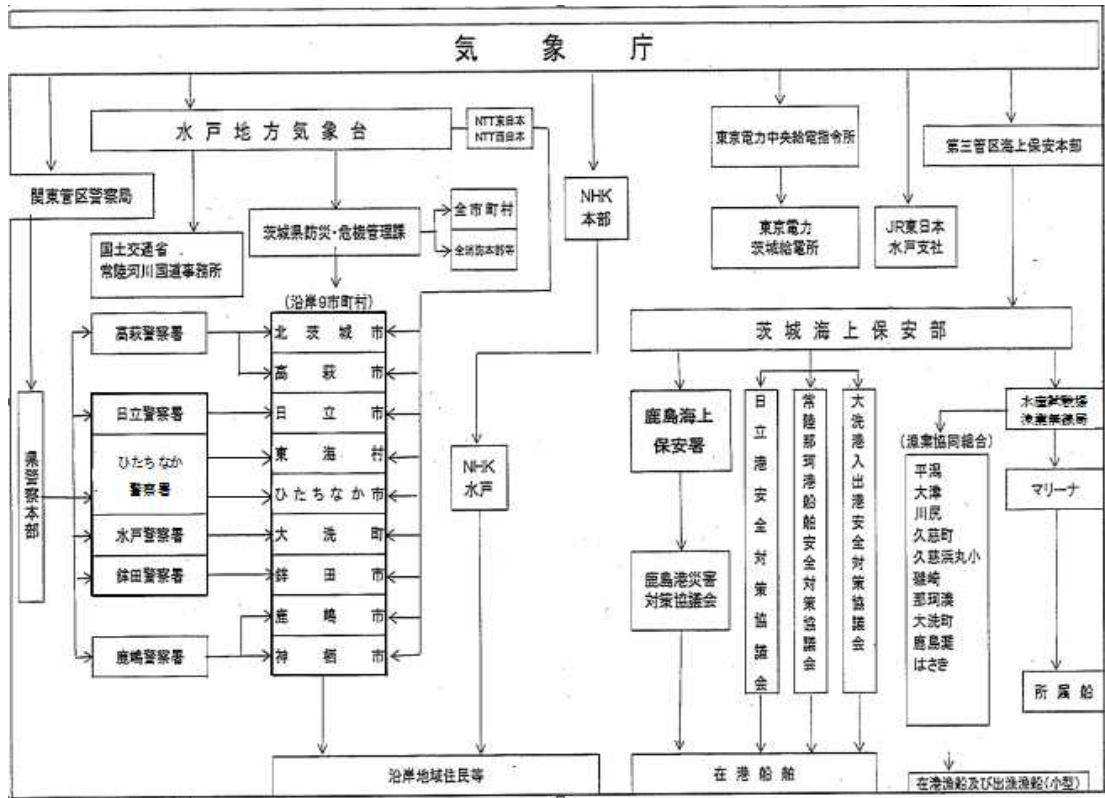 気象庁
水戸地方気象台
NTT東日本
NTT西日本
東京電力中央給電指令所
第三管区海上保安本部
関東管区警察局
NHK
本部
全市町村
茨城県防災・危機管理課
全消防本部等
国土交通省
常陸河川国道事務所
東京電力
茨城給電所
JR東日本
水戸支社
(沿岸9市町村)
高萩警察署
北茨城市
茨城海上保安部
高萩市
日立警察署
日立市
鹿島海上
保安署
日立港安全対策協議会
常陸那珂港船舶安全対策協議会
大洗港入出港安全対策協議会
水産試験場
漁業無線局
県警察本部
ひたちなか
警察署
東海村
ひたちなか市
NHK
水戸
(漁業協同組合)
平潟
大津
川尻
久慈町
久慈浜丸小
磯崎
那珂湊
大洗町
鹿島灘
はさき
マリーナ
水戸警察署
大洗町
鉾田警察署
鉾田市
鹿島港災害
対策協議会
鹿嶋市
鹿嶋警察署
神栖市
所属船
沿岸地域住民等
在港船舶
在港漁船及び出漁漁船(小型)